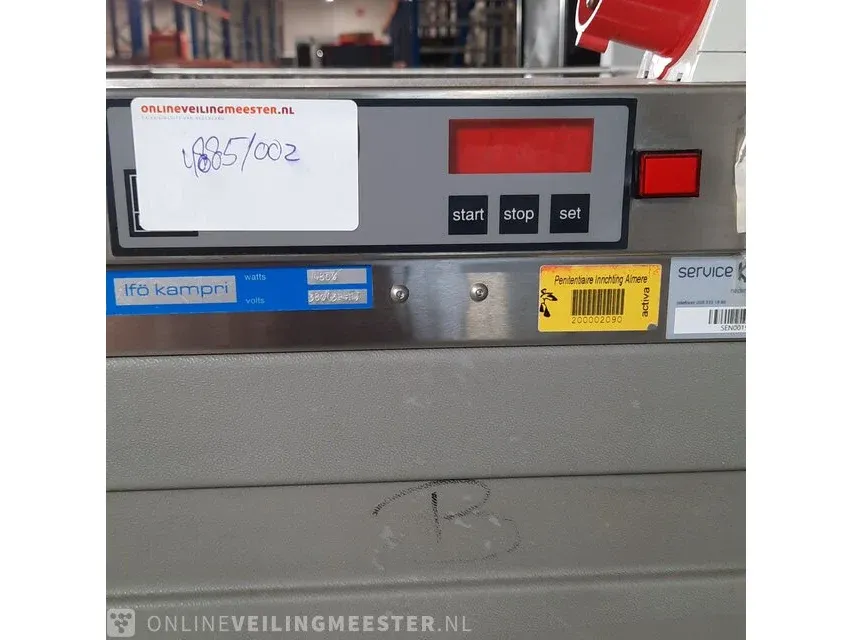 ONLINEVEILINGMEESTER.NL
4885/002
start stop set
Ifö kampri
watts
volts
Penitentiaire Inrichting Almere
200002090
activa
service
B
ONLINEVEILINGMEESTER.NL